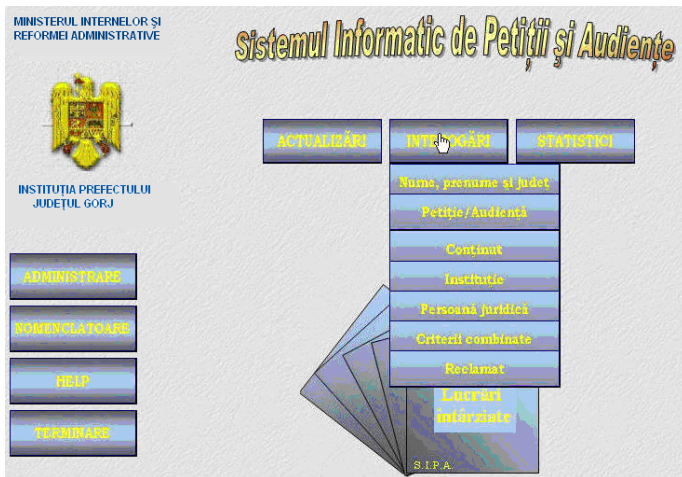 MINISTERUL INTERNELOR ȘI
REFORMEI ADMINISTRATIVE
Sistemul Informatic de Petiții și Audiențe
ACTUALIZĂRI
INTEROGĂRI
STATISTICI
Nume, prenume și județ
Petiție/Audiență
Conținut
Instituție
Persoană juridică
Criterii combinate
Reclamat
INSTITUȚIA PREFECTULUI
JUDEȚUL GORJ
ADMINISTRARE
NOMENCLATOARE
HELP
TERMINARE
Lucrări
întârziate
S.I.P.A.